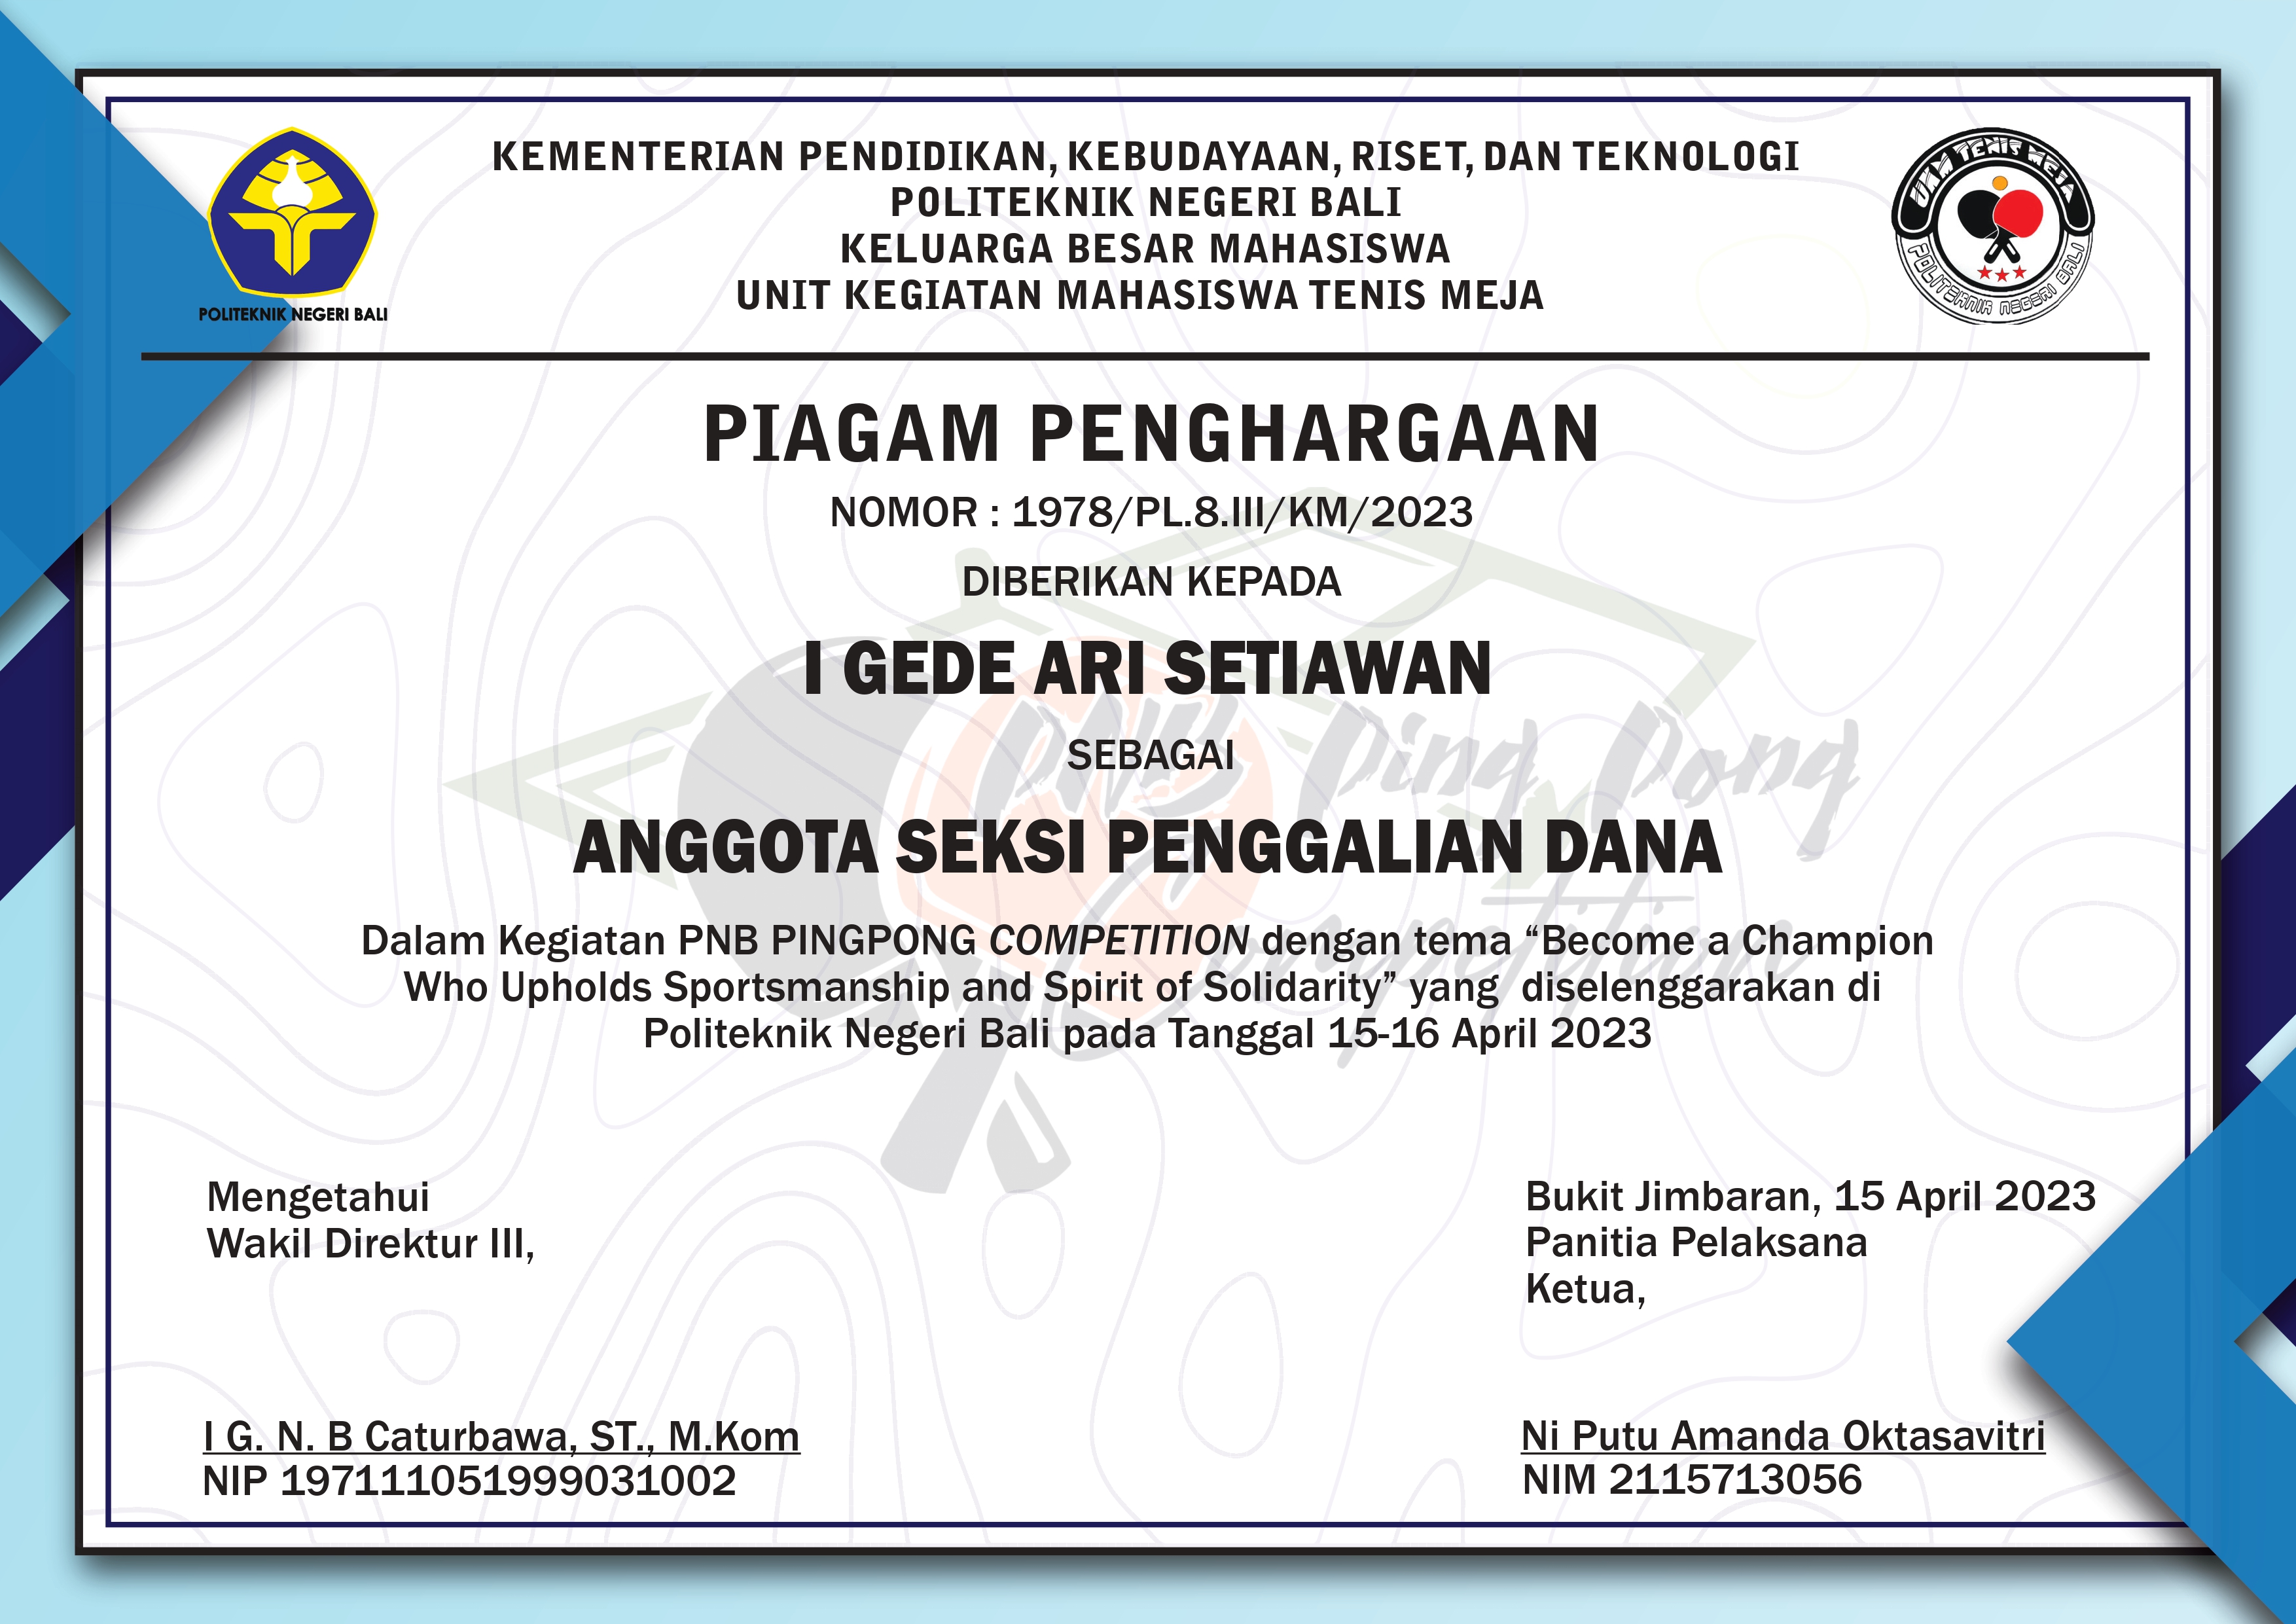 KEMENTERIAN PENDIDIKAN, KEBUDAYAAN, RISET, DAN TEKNOLOGI
POLITEKNIK NEGERI BALI
KELUARGA BESAR MAHASISWA
UNIT KEGIATAN MAHASISWA TENIS MEJA
POLITEKNIK NEGERI BALI
UKM TENIS MEJA
POLITEKNIK NEGERI BALI
PIAGAM PENGHARGAAN
NOMOR : 1978/PL.8.III/KM/2023
DIBERIKAN KEPADA
I GEDE ARI SETIAWAN
SEBAGAI
PNB Ping Pong
Competition
ANGGOTA SEKSI PENGGALIAN DANA
Dalam Kegiatan PNB PINGPONG COMPETITION dengan tema “Become a Champion
Who Upholds Sportsmanship and Spirit of Solidarity” yang  diselenggarakan di
Politeknik Negeri Bali pada Tanggal 15-16 April 2023
Mengetahui
Wakil Direktur III,
I G. N. B Caturbawa, ST., M.Kom
NIP 197111051999031002
Bukit Jimbaran, 15 April 2023
Panitia Pelaksana
Ketua,
Ni Putu Amanda Oktasavitri
NIM 2115713056